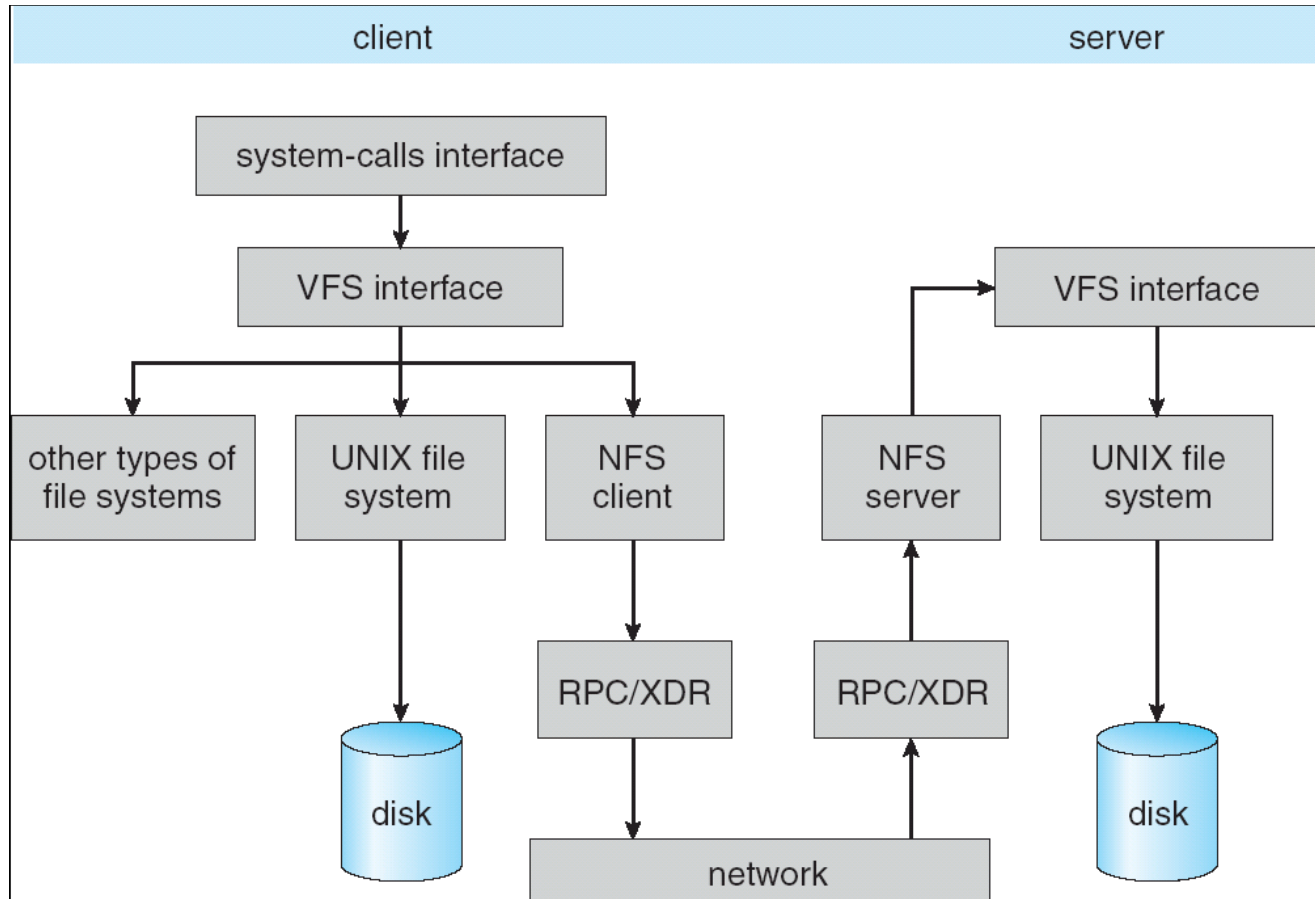 client
server
system-calls interface
VFS interface
VFS interface
other types of
file systems
UNIX file
system
NFS
client
NFS
server
UNIX file
system
RPC/XDR
RPC/XDR
disk
disk
network